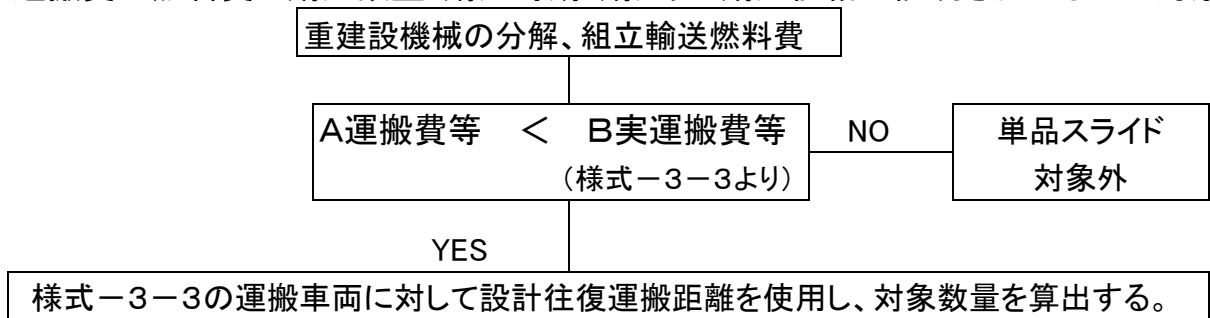 重建設機械の分解、組立輸送燃料費
A運搬費等 < B実運搬費等
(様式-3-3より)
NO
単品スライド
対象外
YES
様式-3-3の運搬車両に対して設計往復運搬距離を使用し、対象数量を算出する。